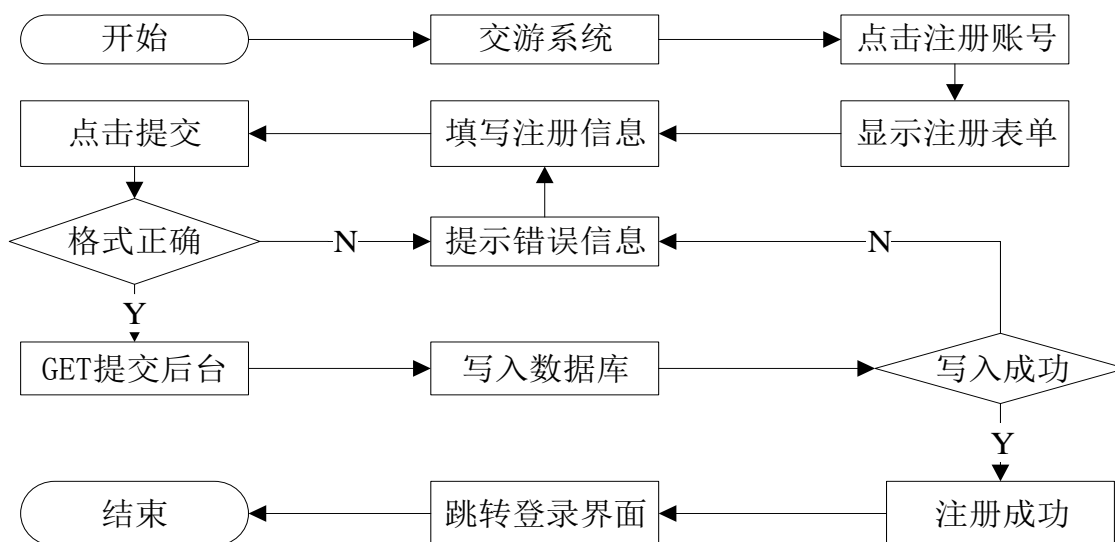 开始
交游系统
点击注册账号
点击提交
填写注册信息
显示注册表单
格式正确
N
提示错误信息
N
Y
GET提交后台
写入数据库
写入成功
Y
结束
跳转登录界面
注册成功